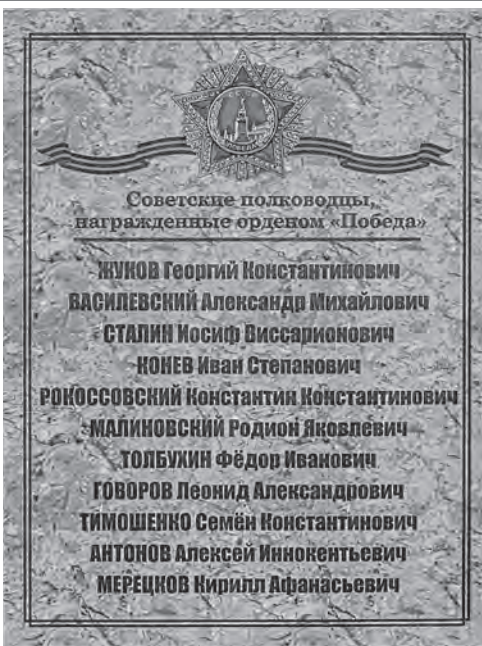 Советские полководцы,
награжденные орденом «Победа»
ЖУКОВ Георгий Константинович
ВАСИЛЕВСКИЙ Александр Михайлович
СТАЛИН Иосиф Виссарионович
КОНЕВ Иван Степанович
РОКОССОВСКИЙ Константин Константинович
МАЛИНОВСКИЙ Родион Яковлевич
ТОЛБУХИН Фёдор Иванович
ГОВОРОВ Леонид Александрович
ТИМОШЕНКО Семён Константинович
АНТОНОВ Алексей Иннокентьевич
МЕРЕЦКОВ Кирилл Афанасьевич